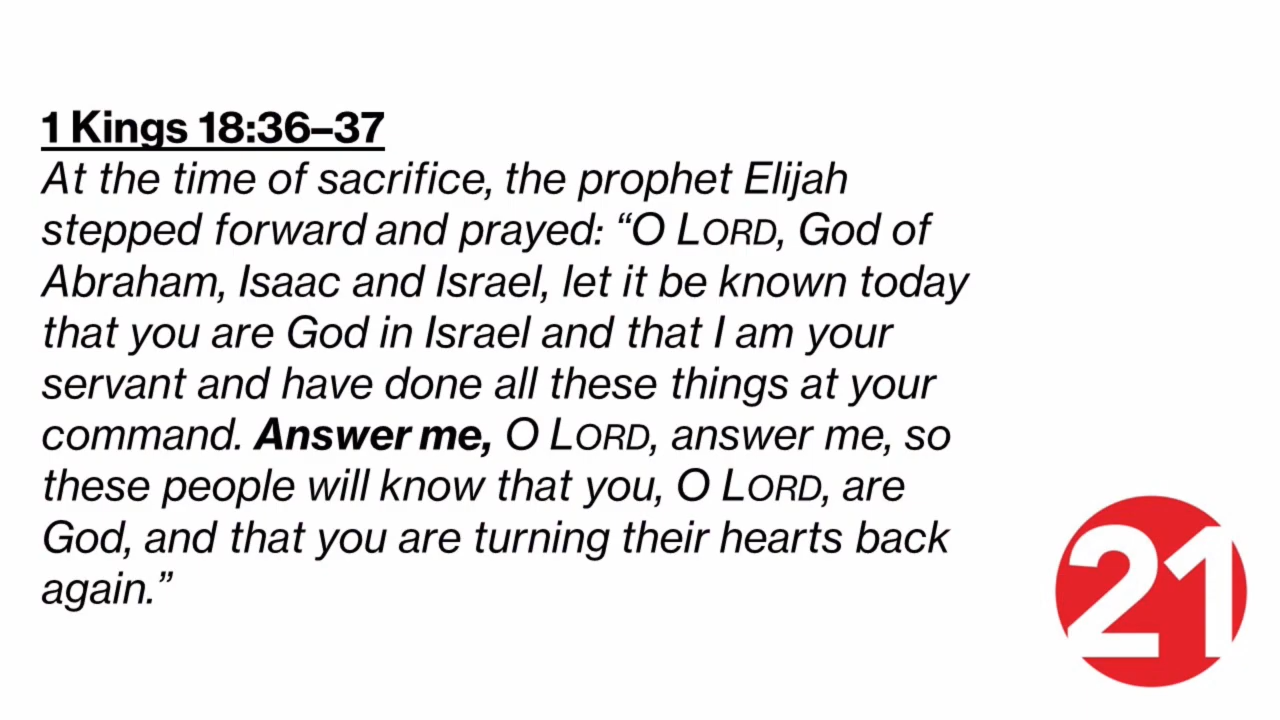 1 Kings 18:36–37
At the time of sacrifice, the prophet Elijah
stepped forward and prayed: “O LORD, God of
Abraham, Isaac and Israel, let it be known today
that you are God in Israel and that I am your
servant and have done all these things at your
command. Answer me, O LORD, answer me, so
these people will know that you, O LORD, are
God, and that you are turning their hearts back
again.”
21